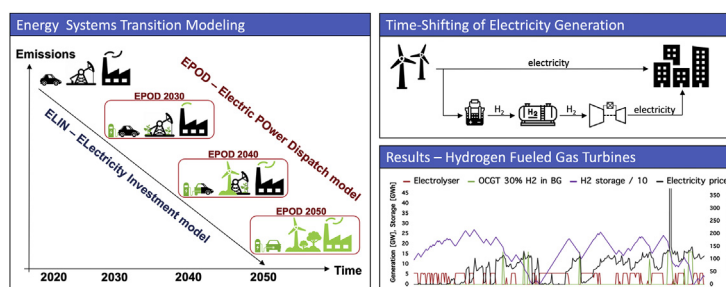 Energy Systems Transition Modeling
Emissions
EPOD – Electric POwer Dispatch model
EPOD 2030
ELIN – ELectricity Investment model
EPOD 2040
EPOD 2050
Time
2020 2030 2040 2050
Time-Shifting of Electricity Generation
electricity
H2 H2 H2 electricity
Results – Hydrogen Fueled Gas Turbines
Electrolyser OCGT 30% H2 in BG H2 storage / 10 Electricity price
Generation [GW], Storage [GWh]
45 350
40 300
35 250
30 200
25 150
20 100
15 50
10 0
5
0